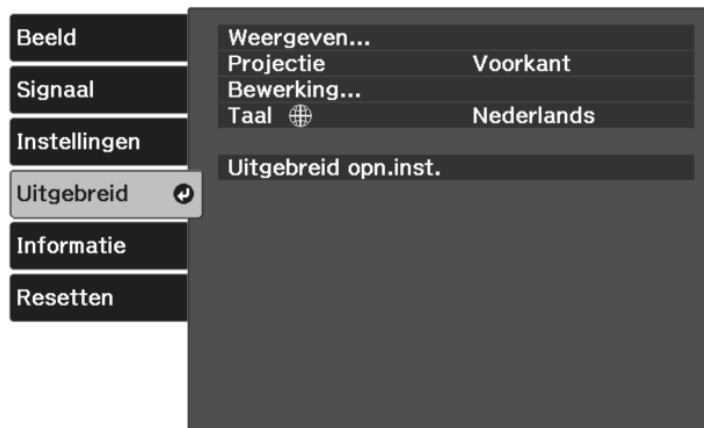 Beeld
Signaal
Instellingen
Uitgebreid
Informatie
Resetten
Weergeven...
Projectie Voorkant
Bewerking...
Taal Nederlands
Uitgebreid opn.inst.